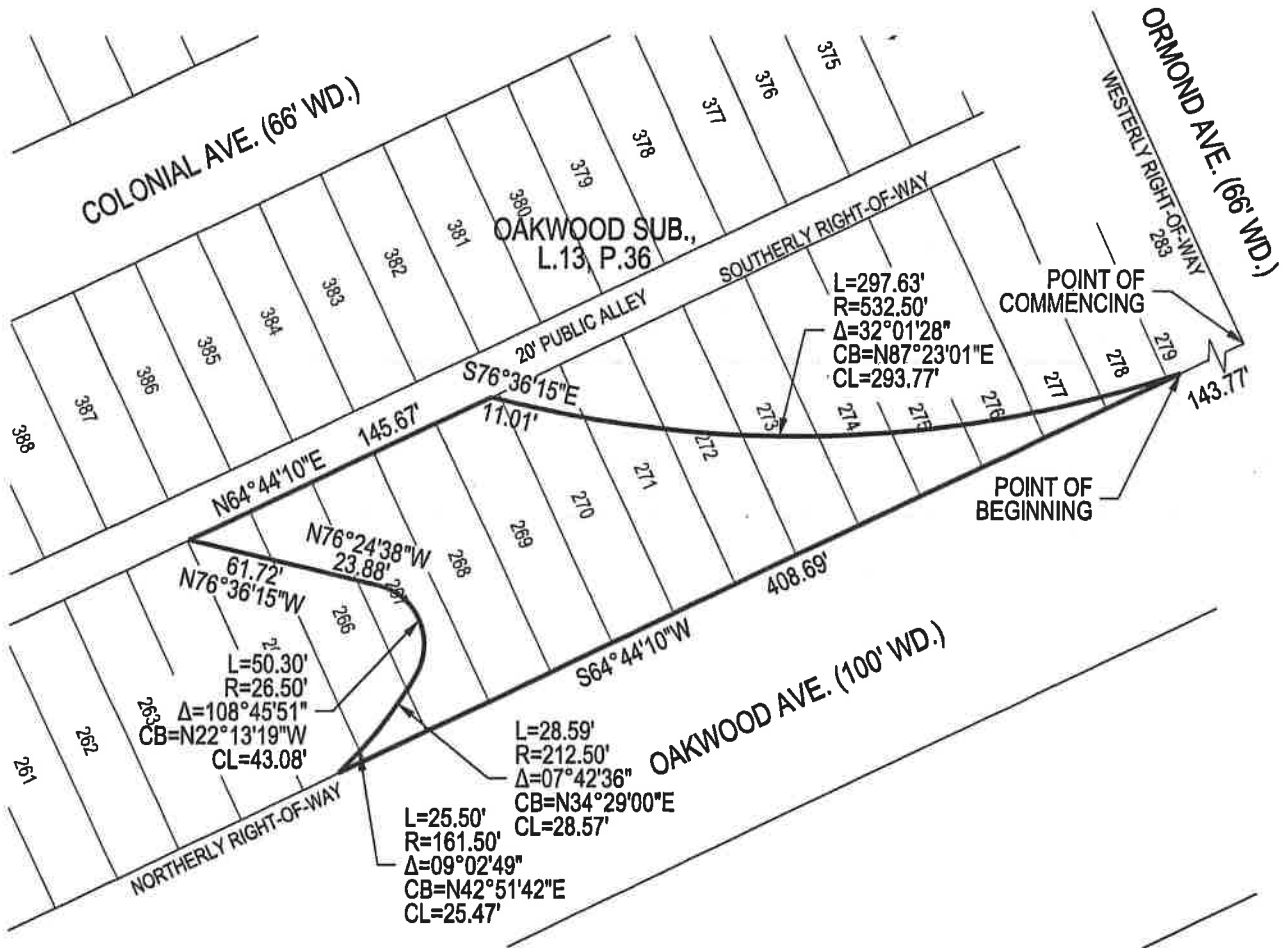 ORMOND AVE. (66' WD.)
WESTERLY RIGHT-OF-WAY
283
COLONIAL AVE. (66' WD.)
375
376
377
378
379
380
381
382
383
384
385
386
387
388
OAKWOOD SUB.,
L.13, P.36
SOUTHERLY RIGHT-OF-WAY
20' PUBLIC ALLEY
POINT OF
COMMENCING
L=297.63'
R=532.50'
Δ=32°01'28"
CB=N87°23'01"E
CL=293.77'
S76°36'15"E
11.01'
145.67'
N64°44'10"E
279
278
277
276
275
274
273
272
271
270
269
268
266
263
262
261
143.77'
POINT OF
BEGINNING
N76°24'38"W
23.88'
61.72'
N76°36'15"W
408.69'
S64°44'10"W
OAKWOOD AVE. (100' WD.)
L=50.30'
R=26.50'
Δ=108°45'51"
CB=N22°13'19"W
CL=43.08'
L=28.59'
R=212.50'
Δ=07°42'36"
CB=N34°29'00"E
CL=28.57'
L=25.50'
R=161.50'
Δ=09°02'49"
CB=N42°51'42"E
CL=25.47'
NORTHERLY RIGHT-OF-WAY